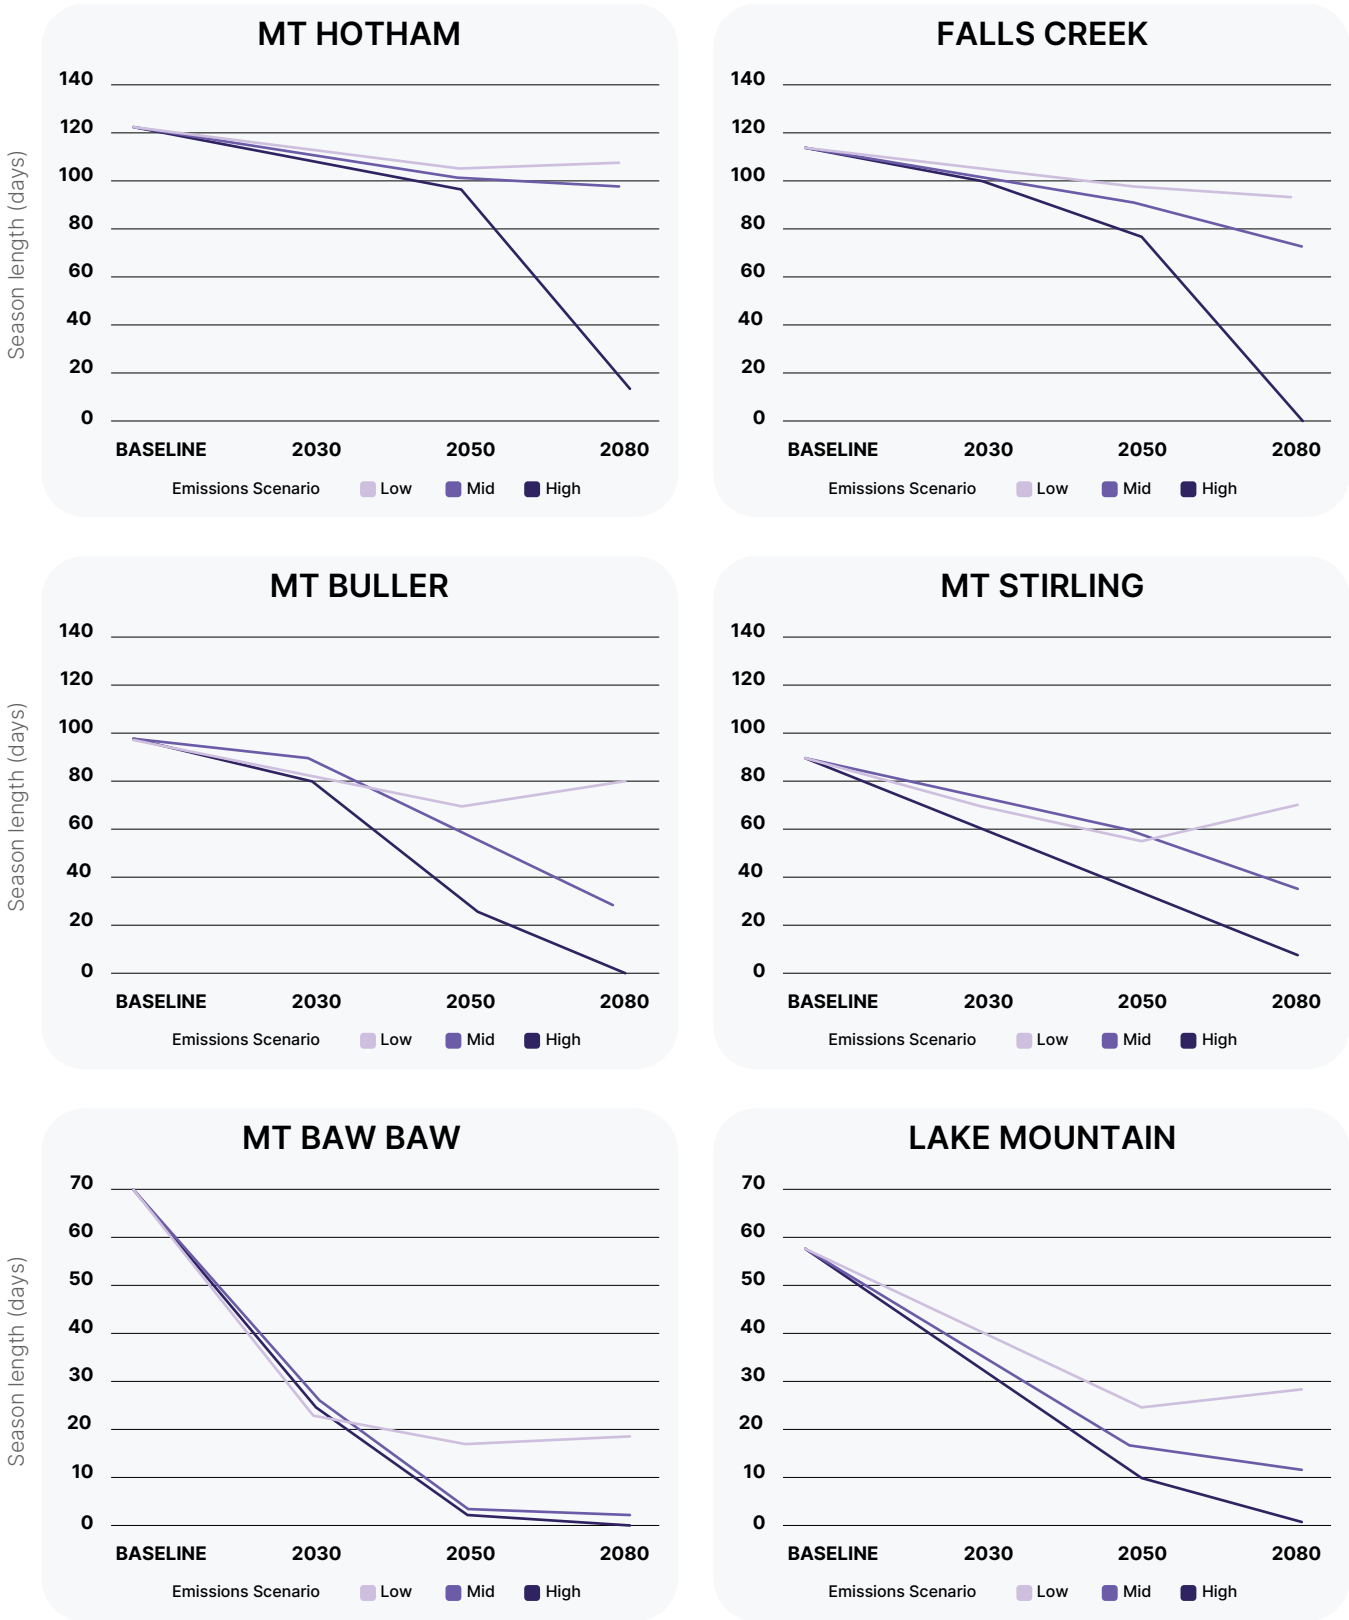 MT HOTHAM
Season length (days)
140
120
100
80
60
40
20
0
BASELINE 2030 2050 2080
Emissions Scenario Low Mid High
FALLS CREEK
140
120
100
80
60
40
20
0
BASELINE 2030 2050 2080
Emissions Scenario Low Mid High
MT BULLER
Season length (days)
140
120
100
80
60
40
20
0
BASELINE 2030 2050 2080
Emissions Scenario Low Mid High
MT STIRLING
140
120
100
80
60
40
20
0
BASELINE 2030 2050 2080
Emissions Scenario Low Mid High
MT BAW BAW
Season length (days)
70
60
50
40
30
20
10
0
BASELINE 2030 2050 2080
Emissions Scenario Low Mid High
LAKE MOUNTAIN
70
60
50
40
30
20
10
0
BASELINE 2030 2050 2080
Emissions Scenario Low Mid High